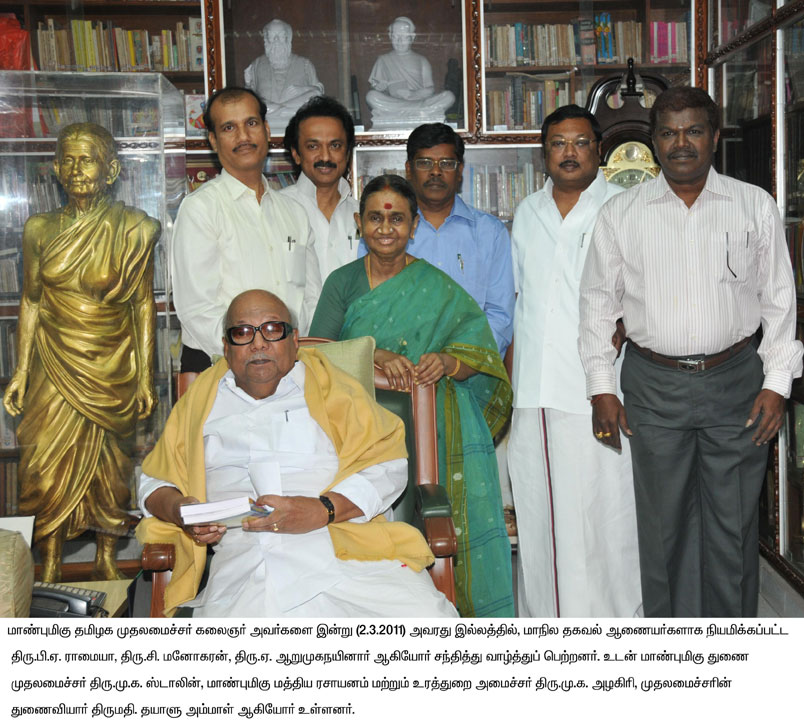 மாண்புமிகு தமிழக முதலமைச்சர் கலைஞர் அவர்களை இன்று (2.3.2011) அவரது இல்லத்தில், மாநில தகவல் ஆணையர்களாக நியமிக்கப்பட்ட
திரு.பி.ஏ. ராமையா, திரு.சி. மனோகரன், திரு.ஏ. ஆறுமுகநயினார் ஆகியோர் சந்தித்து வாழ்த்துப் பெற்றனர். உடன் மாண்புமிகு துணை
முதலமைச்சர் திரு.மு.க. ஸ்டாலின், மாண்புமிகு மத்திய ரசாயனம் மற்றும் உரத்துறை அமைச்சர் திரு.மு.க. அழகிரி, முதலமைச்சரின்
துணைவியார் திருமதி. தயாளு அம்மாள் ஆகியோர் உள்ளனர்.